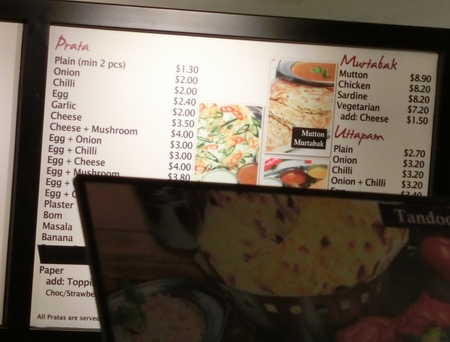 Prata
Plain (min 2 pcs) $1.30
Onion $2.00
Chilli $2.00
Egg $2.40
Garlic $2.00
Cheese $3.50
Cheese + Mushroom $4.00
Egg + Onion $3.00
Egg + Chilli $3.00
Egg + Cheese $4.00
Egg + Mushroom $3.80
Egg +
Egg +
Plaster
Bom
Masala
Banana
Paper
add: Toppi
Choc/Strawbe
All Pratas are served
Mutton
Murtabak
Murtabak
Mutton $8.90
Chicken $8.20
Sardine $8.20
Vegetarian $7.20
add: Cheese $1.50
Uttapam
Plain $2.70
Onion $3.20
Chilli $3.20
Onion + Chilli $3.20
Tandoo